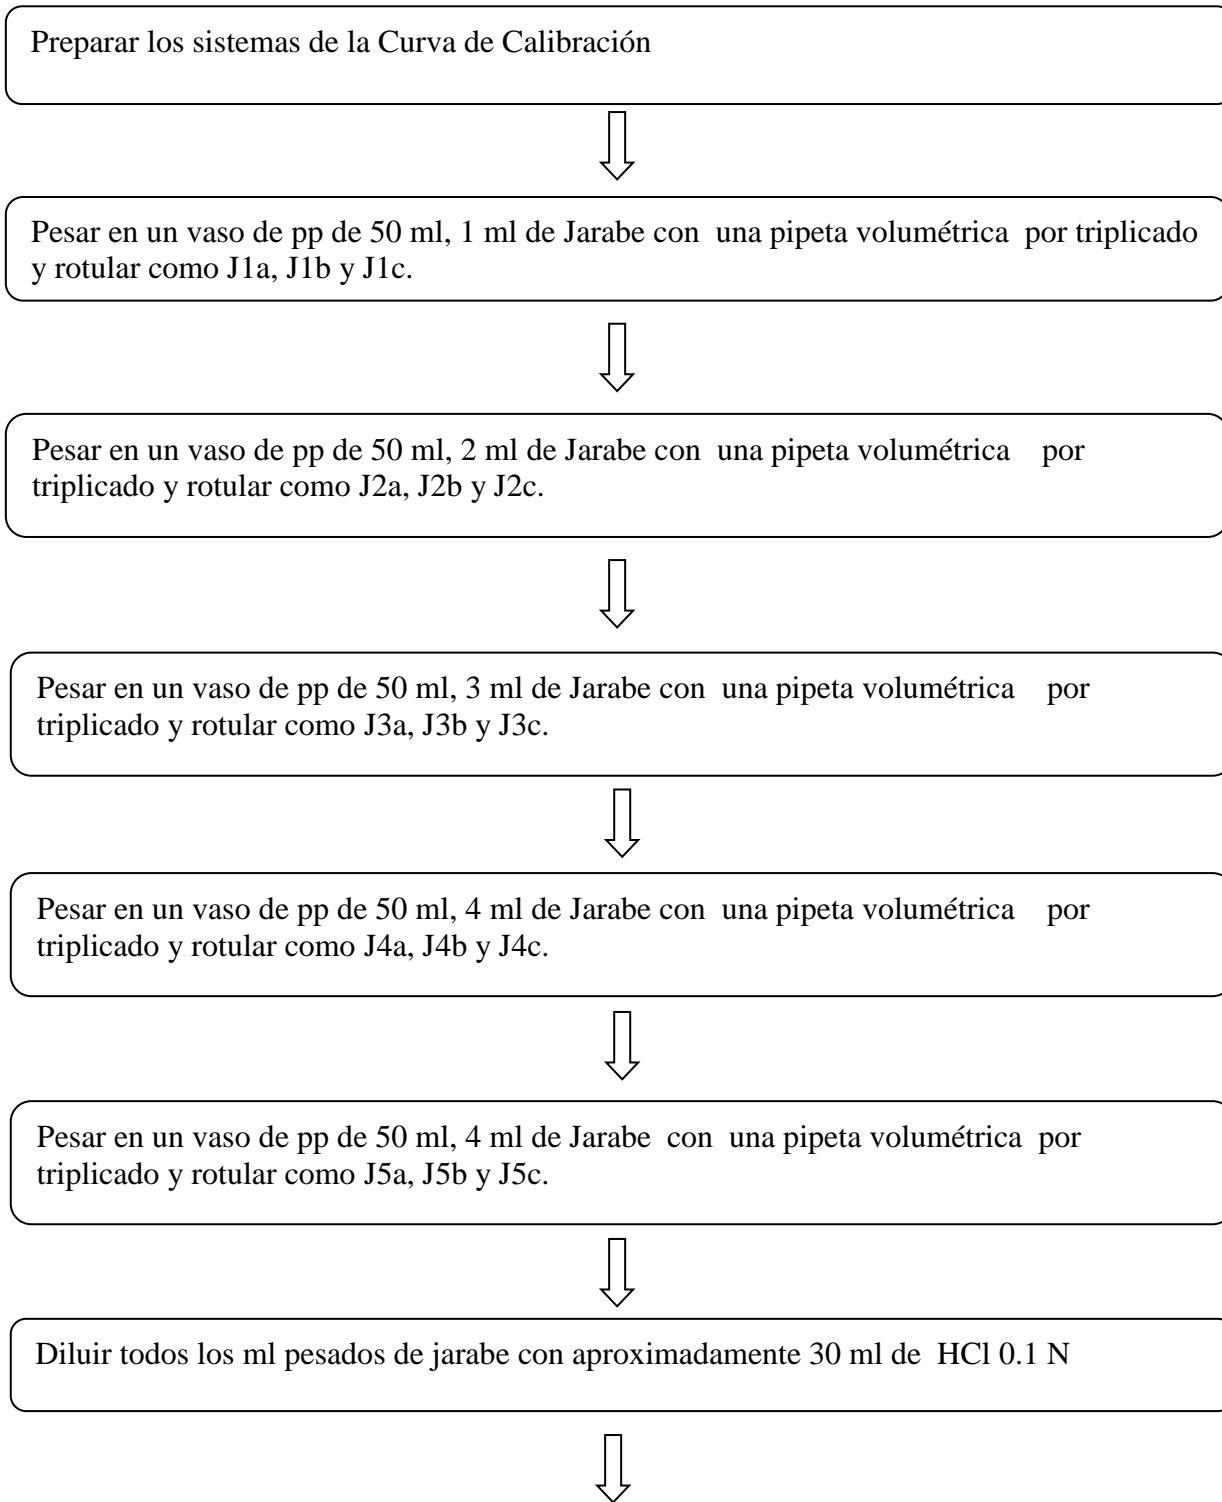 Preparar los sistemas de la Curva de Calibración
Pesar en un vaso de pp de 50 ml, 1 ml de Jarabe con una pipeta volumétrica por triplicado
y rotular como J1a, J1b y J1c.
Pesar en un vaso de pp de 50 ml, 2 ml de Jarabe con una pipeta volumétrica por
triplicado y rotular como J2a, J2b y J2c.
Pesar en un vaso de pp de 50 ml, 3 ml de Jarabe con una pipeta volumétrica por
triplicado y rotular como J3a, J3b y J3c.
Pesar en un vaso de pp de 50 ml, 4 ml de Jarabe con una pipeta volumétrica por
triplicado y rotular como J4a, J4b y J4c.
Pesar en un vaso de pp de 50 ml, 4 ml de Jarabe con una pipeta volumétrica por
triplicado y rotular como J5a, J5b y J5c.
Diluir todos los ml pesados de jarabe con aproximadamente 30 ml de HCl 0.1 N